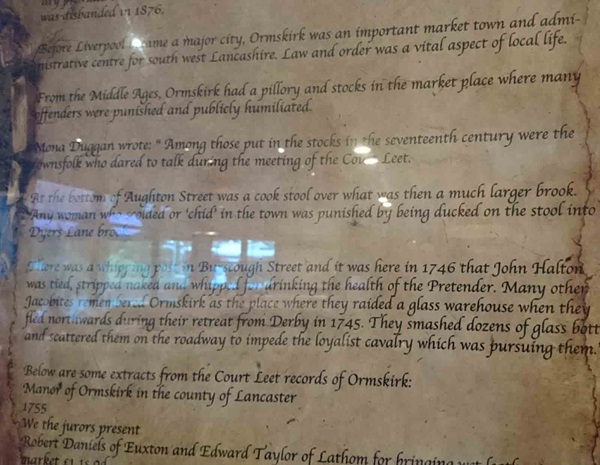 was disbanded in 1876.
Before Liverpool became a major city, Ormskirk was an important market town and admi-
nistrative centre for south west Lancashire. Law and order was a vital aspect of local life.
From the Middle Ages, Ormskirk had a pillory and stocks in the market place where many
offenders were punished and publicly humiliated.
Mona Duggan wrote: " Among those put in the stocks in the seventeenth century were the
townsfolk who dared to talk during the meeting of the Court Leet.
At the bottom of Aughton Street was a cook stool over what was then a much larger brook.
Any woman who scolded or 'chid' in the town was punished by being ducked on the stool into
Dyers Lane brook.
There was a whipping post in Burscough Street and it was here in 1746 that John Halton
was tied, stripped naked and whipped for drinking the health of the Pretender. Many other
Jacobites remembered Ormskirk as the place where they raided a glass warehouse when they
fled northwards during their retreat from Derby in 1745. They smashed dozens of glass bott
and scattered them on the roadway to impede the loyalist cavalry which was pursuing them."
Below are some extracts from the Court Leet records of Ormskirk:
Manor of Ormskirk in the county of Lancaster
1755
We the jurors present
Robert Daniels of Euxton and Edward Taylor of Lathom for bringing
market £1.1s.0d